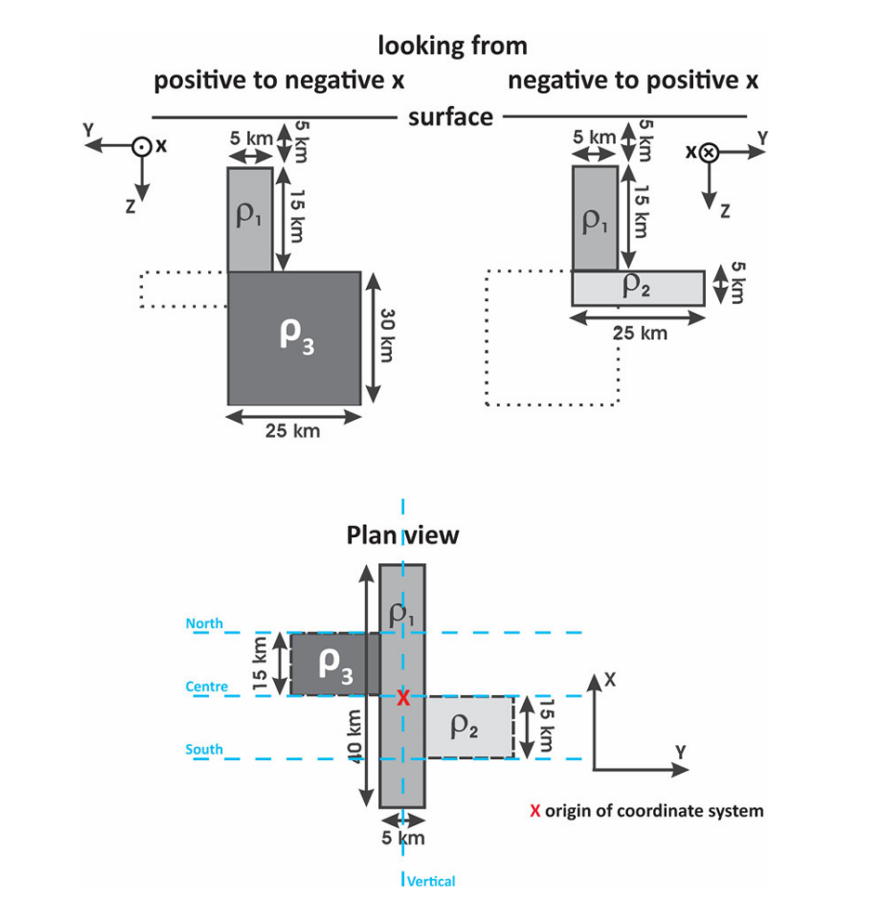 looking from
positive to negative x
negative to positive x
surface
Y
X
Z
5 km
5 km
ρ1
15 km
ρ3
30 km
25 km
5 km
5 km
X
Y
Z
ρ1
15 km
ρ2
5 km
25 km
Plan view
ρ1
North
15 km
ρ3
Centre
X
40 km
ρ2
15 km
South
X
Y
X origin of coordinate system
5 km
Vertical